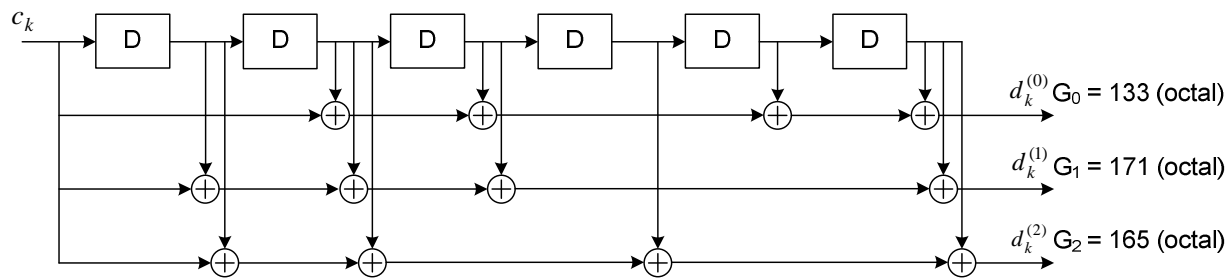 c_k
D D D D D D
d_k^(0) G₀ = 133 (octal)
d_k^(1) G₁ = 171 (octal)
d_k^(2) G₂ = 165 (octal)